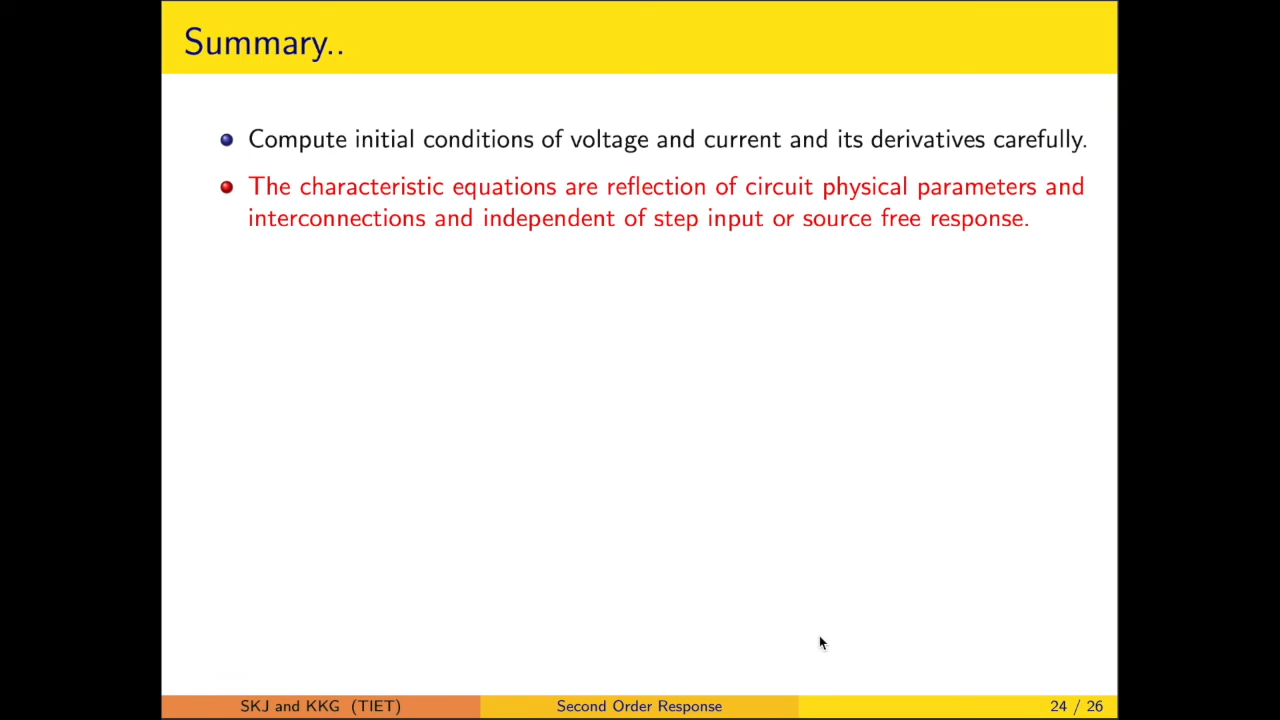 Summary..
Compute initial conditions of voltage and current and its derivatives carefully.
The characteristic equations are reflection of circuit physical parameters and
interconnections and independent of step input or source free response.
SKJ and KKG (TIET) Second Order Response 24 / 26